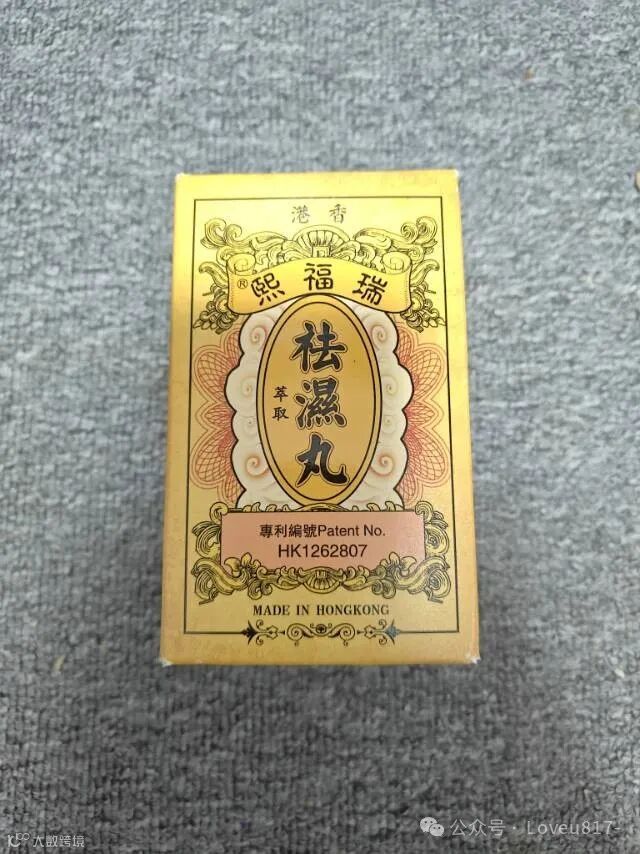 香港
瑞福熙®
祛濕丸
萃取
專利編號Patent No.
HK1262807
MADE IN HONGKONG
大数跨境
公众号 · Loveu817-